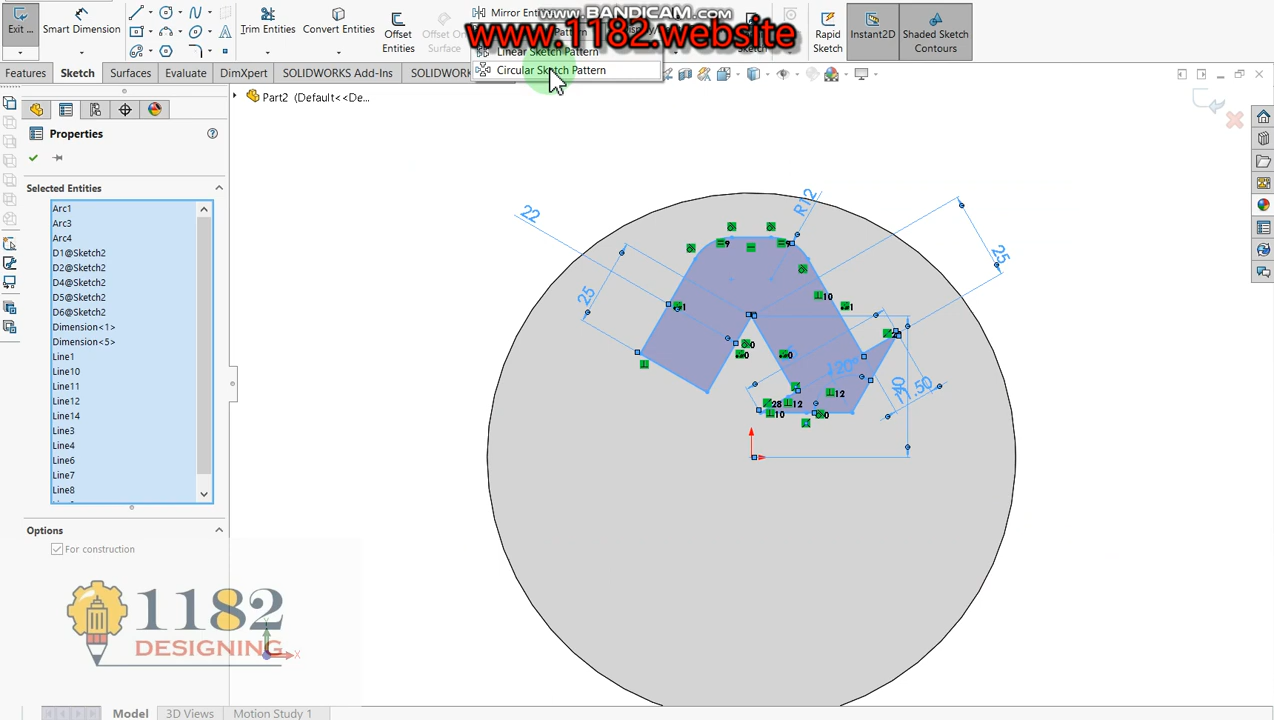 www.BANDICAM.com
www.1182.website
Exit ...
Smart Dimension
Trim Entities
Convert Entities
Offset Entities
Offset On Surface
Mirror Enti
Linear Sketch Pattern
Circular Sketch Pattern
Rapid Sketch
Instant2D
Shaded Sketch Contours
Features
Sketch
Surfaces
Evaluate
DimXpert
SOLIDWORKS Add-Ins
SOLIDWOR
Part2 (Default<<De...
Properties
Selected Entities
Arc1
Arc3
Arc4
D1@Sketch2
D2@Sketch2
D4@Sketch2
D5@Sketch2
D6@Sketch2
Dimension<1>
Dimension<5>
Line1
Line10
Line11
Line12
Line14
Line3
Line4
Line6
Line7
Line8
Options
For construction
22
R12
25
25
120°
40
11.50
1182
DESIGNING
Y
X
Model
3D Views
Motion Study 1